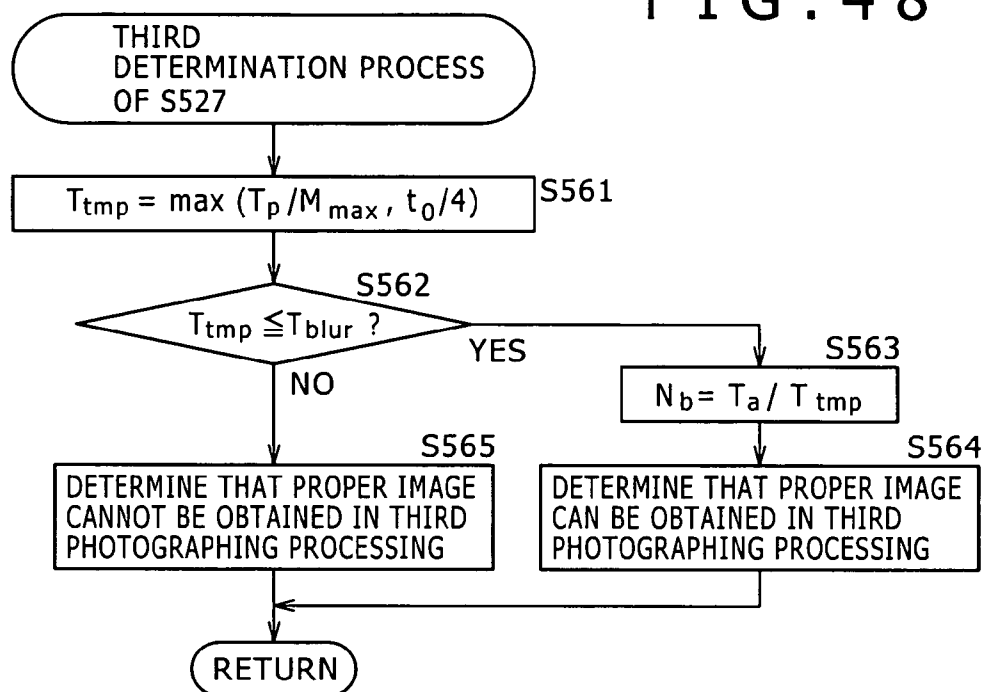 FIG.48
THIRD
DETERMINATION PROCESS
OF S527
T_tmp = max (T_p/M_max, t_0/4)
S561
S562
T_tmp ≦ T_blur ?
YES
NO
S563
N_b = T_a / T_tmp
S565
DETERMINE THAT PROPER IMAGE
CANNOT BE OBTAINED IN THIRD
PHOTOGRAPHING PROCESSING
S564
DETERMINE THAT PROPER IMAGE
CAN BE OBTAINED IN THIRD
PHOTOGRAPHING PROCESSING
RETURN